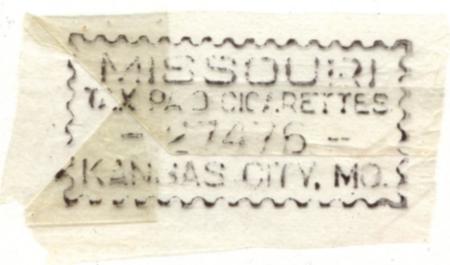 MISSOURI
TAX PAID CIGARETTES
- 27476 -
KANSAS CITY, MO.